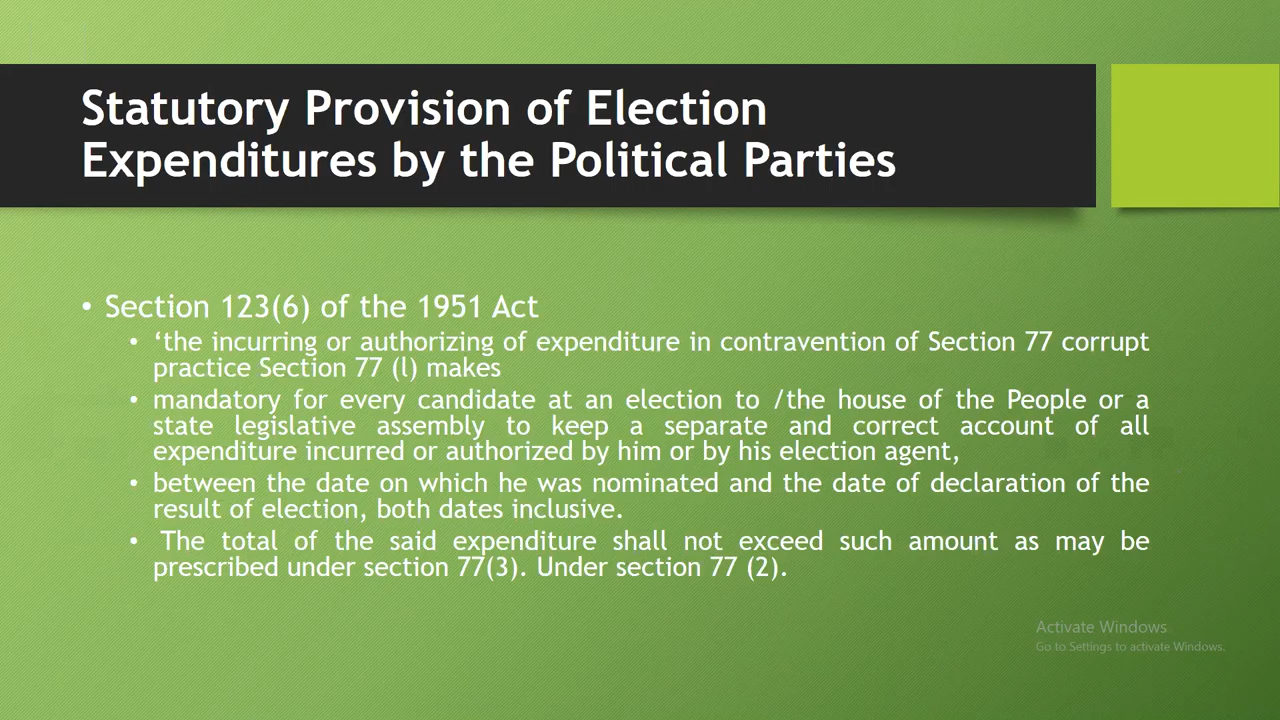 Statutory Provision of Election
Expenditures by the Political Parties
• Section 123(6) of the 1951 Act
• ‘the incurring or authorizing of expenditure in contravention of Section 77 corrupt
practice Section 77 (l) makes
• mandatory for every candidate at an election to /the house of the People or a
state legislative assembly to keep a separate and correct account of all
expenditure incurred or authorized by him or by his election agent,
• between the date on which he was nominated and the date of declaration of the
result of election, both dates inclusive.
• The total of the said expenditure shall not exceed such amount as may be
prescribed under section 77(3). Under section 77 (2).
Activate Windows
Go to Settings to activate Windows.